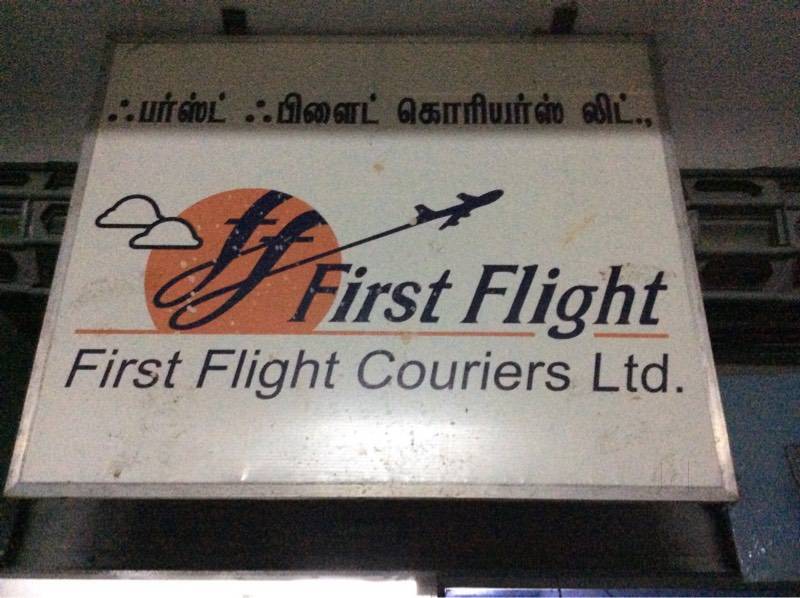 ஃபர்ஸ்ட் ஃபிளைட் கொரியர்ஸ் லிட்.,
ff First Flight
First Flight Couriers Ltd.